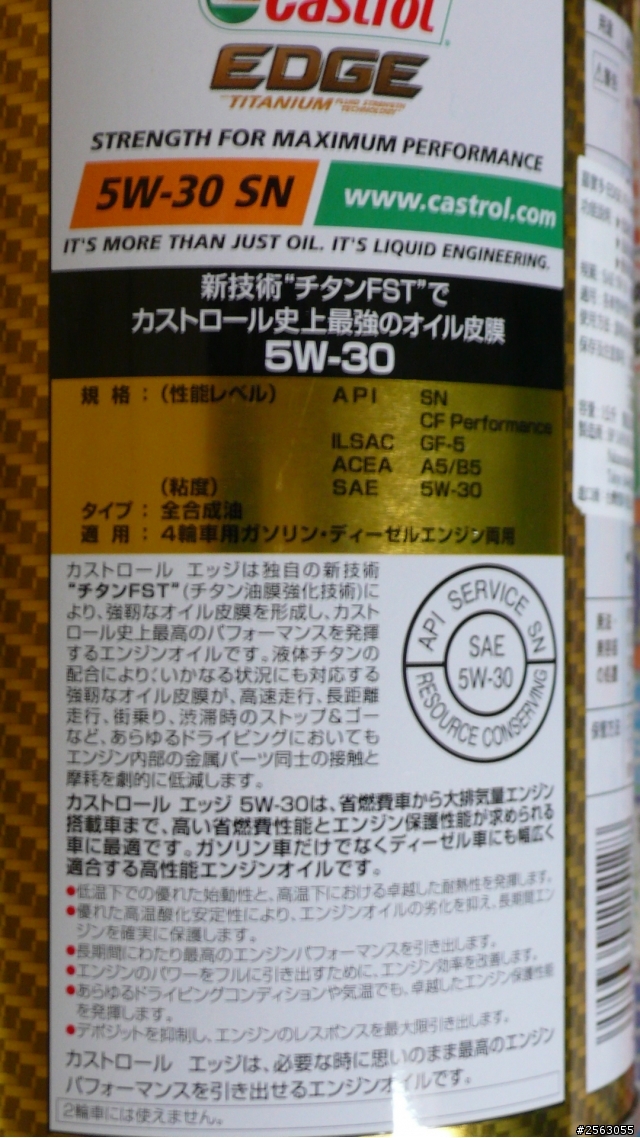 Castrol
EDGE
TITANIUM FLUID STRENGTH TECHNOLOGY
STRENGTH FOR MAXIMUM PERFORMANCE
5W-30 SN www.castrol.com
IT'S MORE THAN JUST OIL. IT'S LIQUID ENGINEERING.
新技術"チタンFST"で
カストロール史上最強のオイル皮膜
5W-30
規格:(性能レベル) API SN
CF Performance
ILSAC GF-5
ACEA A5/B5
(粘度) SAE 5W-30
タイプ:全合成油
適用:4輪車用ガソリン・ディーゼルエンジン両用
カストロール エッジは独自の新技術
"チタンFST"(チタン油膜強化技術)に
より、強靭なオイル皮膜を形成し、カスト
ロール史上最高のパフォーマンスを発揮
するエンジンオイルです。液体チタンの
配合により、いかなる状況にも対応する
強靭なオイル皮膜が、高速走行、長距離
走行、街乗り、渋滞時のストップ&ゴー
など、あらゆるドライビングにおいても
エンジン内部の金属パーツ同士の接触と
摩耗を劇的に低減します。
API SERVICE SN
SAE
5W-30
RESOURCE CONSERVING
カストロール エッジ 5W-30は、省燃費車から大排気量エンジン
搭載車まで、高い省燃費性能とエンジン保護性能が求められる
車に最適です。ガソリン車だけでなくディーゼル車にも幅広く
適合する高性能エンジンオイルです。
●低温下での優れた始動性と、高温下における卓越した耐熱性を発揮します。
●優れた高温酸化安定性により、エンジンオイルの劣化を抑え、長期間エン
ジンを確実に保護します。
●長期間にわたり最高のエンジンパフォーマンスを引き出します。
●エンジンのパワーをフルに引き出すために、エンジン効率を改善します。
●あらゆるドライビングコンディションや気温でも、卓越したエンジン保護性能
を発揮します。
●デポジットを抑制し、エンジンのレスポンスを最大限引き出します。
カストロール エッジは、必要な時に思いのまま最高のエンジン
パフォーマンスを引き出せるエンジンオイルです。
2輪車には使えません。
#2563055